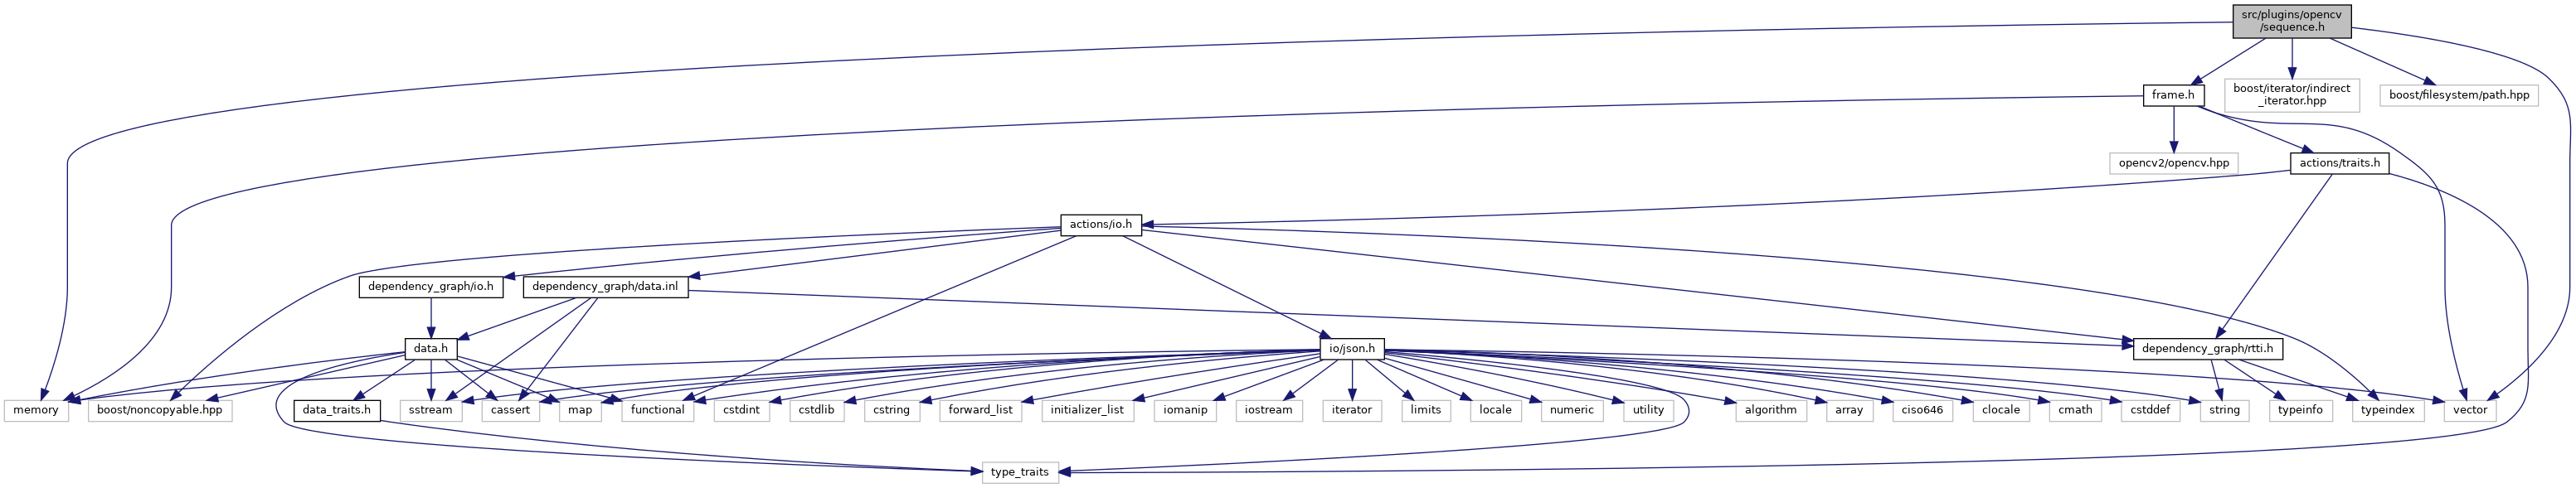 src/plugins/opencv
/sequence.h
frame.h
boost/iterator/indirect
_iterator.hpp
boost/filesystem/path.hpp
opencv2/opencv.hpp
actions/traits.h
actions/io.h
dependency_graph/io.h
dependency_graph/data.inl
data.h
io/json.h
dependency_graph/rtti.h
memory
boost/noncopyable.hpp
data_traits.h
sstream
cassert
map
functional
cstdint
cstdlib
cstring
forward_list
initializer_list
iomanip
iostream
iterator
limits
locale
numeric
utility
algorithm
array
ciso646
clocale
cmath
cstddef
string
typeinfo
typeindex
vector
type_traits